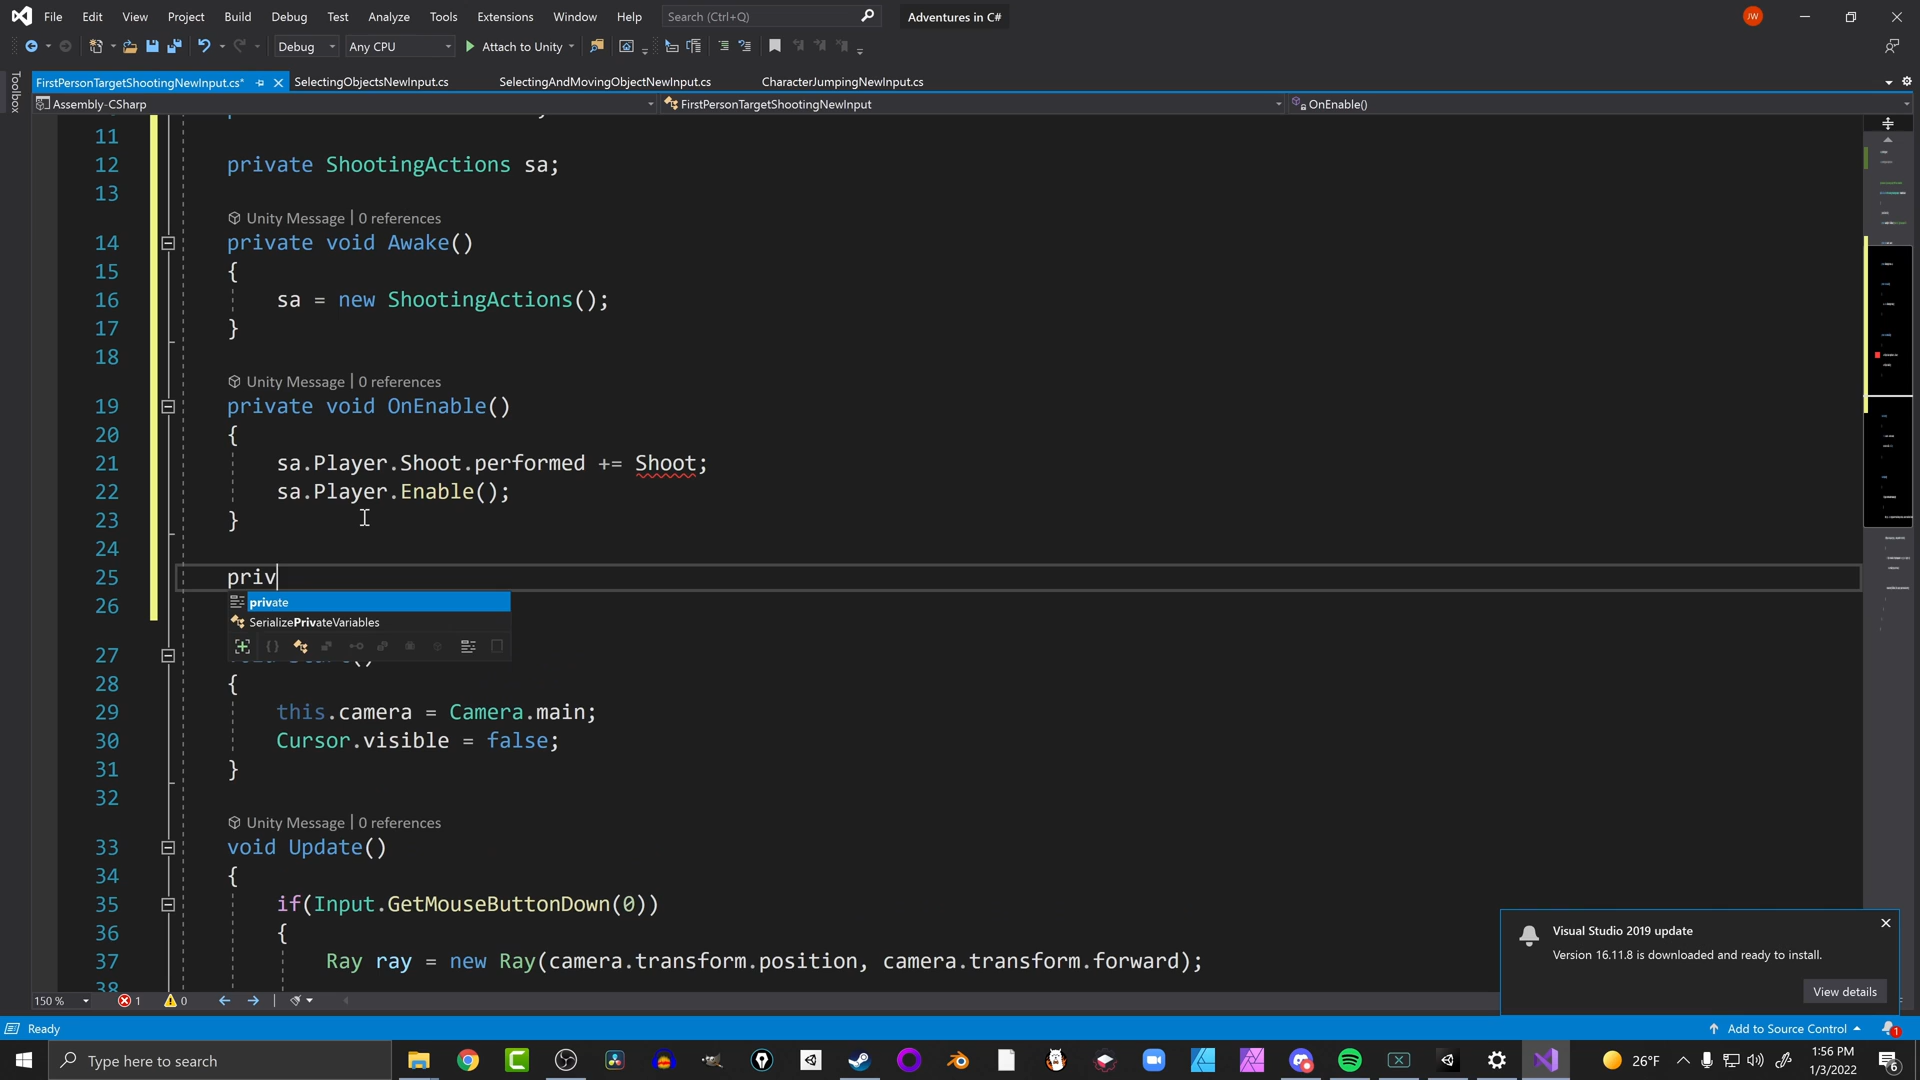 File Edit View Project Build Debug Test Analyze Tools Extensions Window Help Search (Ctrl+Q) Adventures in C# JW
Debug Any CPU Attach to Unity
Toolbox
FirstPersonTargetShootingNewInput.cs* SelectingObjectsNewInput.cs SelectingAndMovingObjectNewInput.cs CharacterJumpingNewInput.cs
Assembly-CSharp FirstPersonTargetShootingNewInput OnEnable()
11
12 private ShootingActions sa;
13
Unity Message | 0 references
14 private void Awake()
15 {
16 sa = new ShootingActions();
17 }
18
Unity Message | 0 references
19 private void OnEnable()
20 {
21 sa.Player.Shoot.performed += Shoot;
22 sa.Player.Enable();
23 }
24
25 priv
26 private
SerializePrivateVariables
27
28 {
29 this.camera = Camera.main;
30 Cursor.visible = false;
31 }
32
Unity Message | 0 references
33 void Update()
34 {
35 if(Input.GetMouseButtonDown(0))
36 {
37 Ray ray = new Ray(camera.transform.position, camera.transform.forward);
38
Visual Studio 2019 update
Version 16.11.8 is downloaded and ready to install.
View details
150 % 1 0
Ready Add to Source Control 1
Type here to search 26°F 1:56 PM
1/3/2022 6